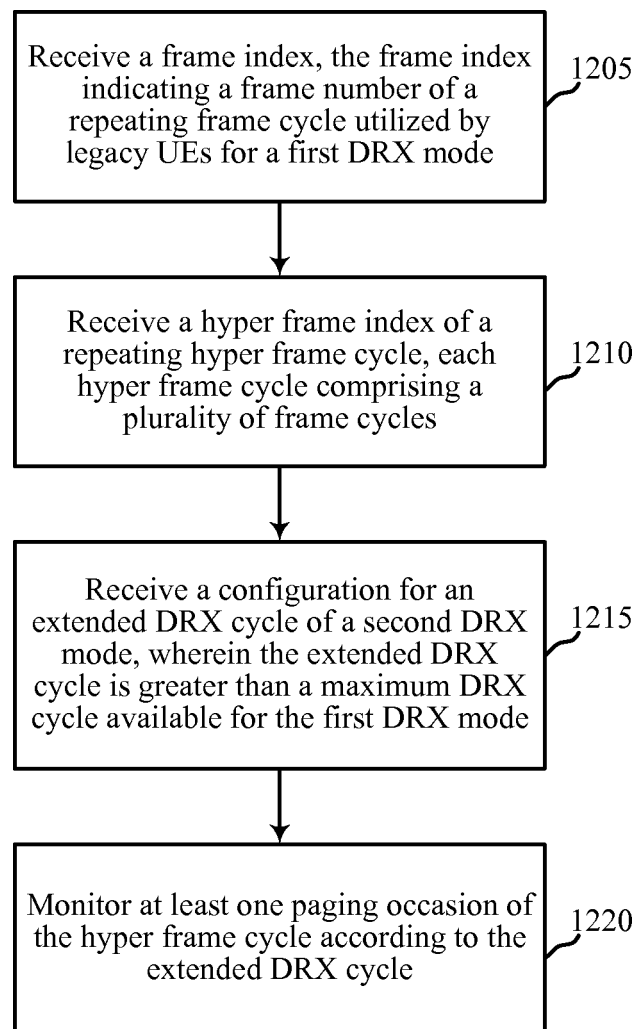 Receive a frame index, the frame index
indicating a frame number of a
repeating frame cycle utilized by
legacy UEs for a first DRX mode
1205
Receive a hyper frame index of a
repeating hyper frame cycle, each
hyper frame cycle comprising a
plurality of frame cycles
1210
Receive a configuration for an
extended DRX cycle of a second DRX
mode, wherein the extended DRX
cycle is greater than a maximum DRX
cycle available for the first DRX mode
1215
Monitor at least one paging occasion of
the hyper frame cycle according to the
extended DRX cycle
1220